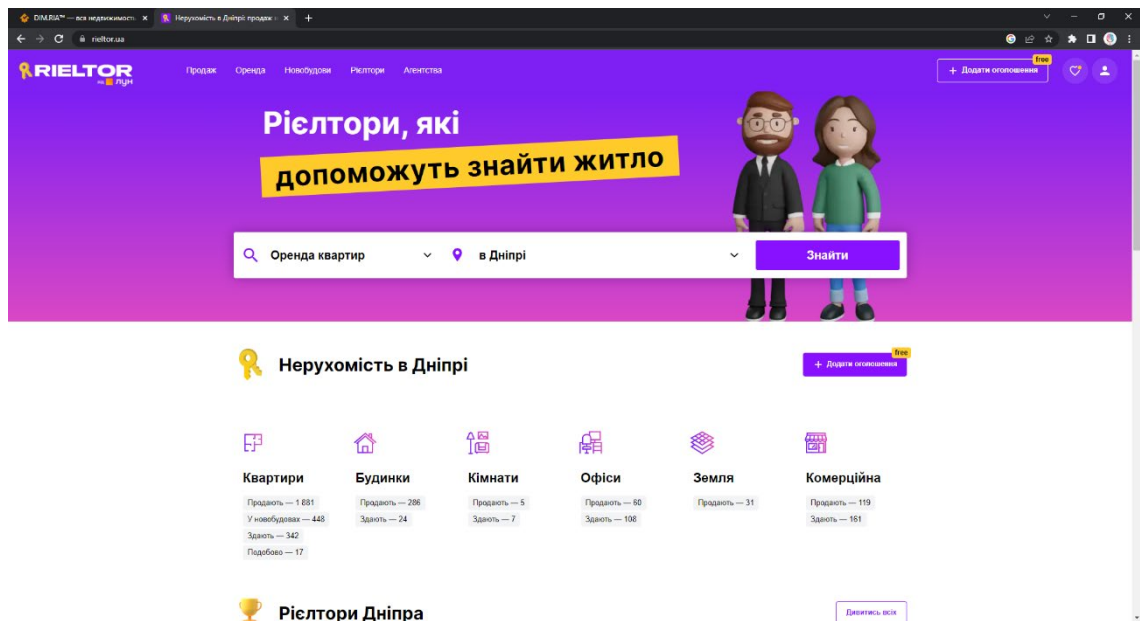 DIM.RIA™ — вся недвижимость
Нерухомість в Дніпрі: продаж
rieltor.ua
RIELTOR
лун
Продаж Оренда Новобудови Рієлтори Агентства
+ Додати оголошення
free
Рієлтори, які
допоможуть знайти житло
Оренда квартир
в Дніпрі
Знайти
Нерухомість в Дніпрі
+ Додати оголошення
free
Квартири
Продають — 1 881
У новобудовах — 448
Здають — 342
Подобово — 17
Будинки
Продають — 286
Здають — 24
Кімнати
Продають — 5
Здають — 7
Офіси
Продають — 60
Здають — 108
Земля
Продають — 31
Комерційна
Продають — 119
Здають — 161
Рієлтори Дніпра
Дивитись всіх